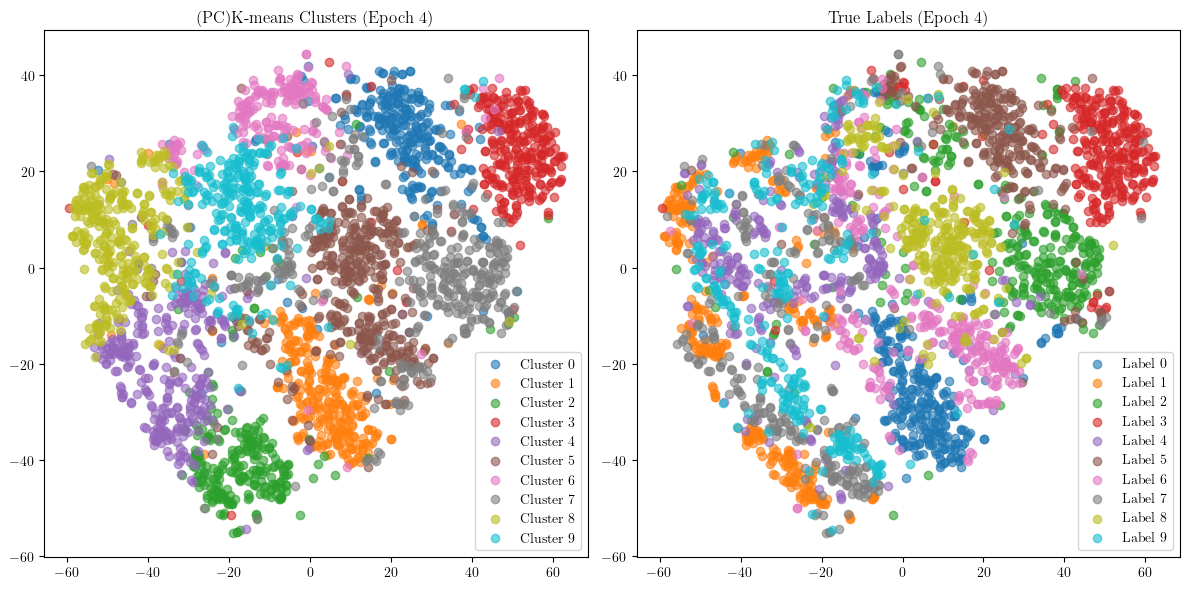 (PC)K-means Clusters (Epoch 4)
40
20
0
−20
−40
−60
−60
−40
−20
0
20
40
60
Cluster 0
Cluster 1
Cluster 2
Cluster 3
Cluster 4
Cluster 5
Cluster 6
Cluster 7
Cluster 8
Cluster 9
True Labels (Epoch 4)
40
20
0
−20
−40
−60
−60
−40
−20
0
20
40
60
Label 0
Label 1
Label 2
Label 3
Label 4
Label 5
Label 6
Label 7
Label 8
Label 9